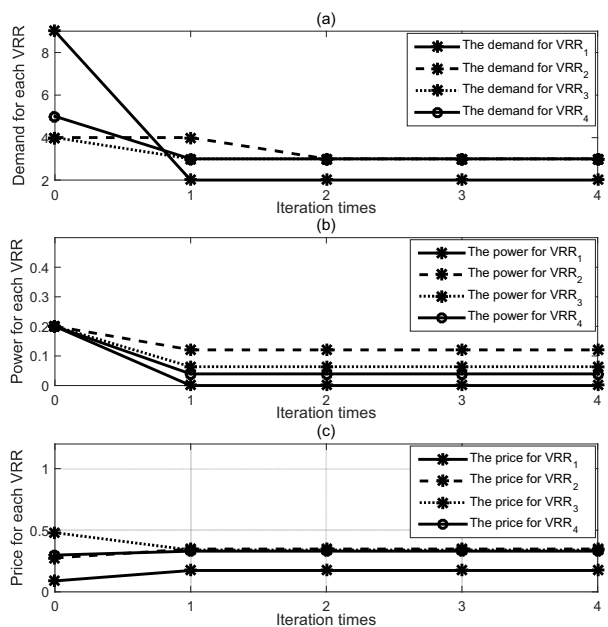 (a)
Demand for each VRR
8
6
4
2
0
1
2
3
4
The demand for VRR1
The demand for VRR2
The demand for VRR3
The demand for VRR4
Iteration times
(b)
Power for each VRR
0.4
0.3
0.2
0.1
0
0
1
2
3
4
The power for VRR1
The power for VRR2
The power for VRR3
The power for VRR4
Iteration times
(c)
Price for each VRR
1
0.5
0
0
1
2
3
4
The price for VRR1
The price for VRR2
The price for VRR3
The price for VRR4
Iteration times